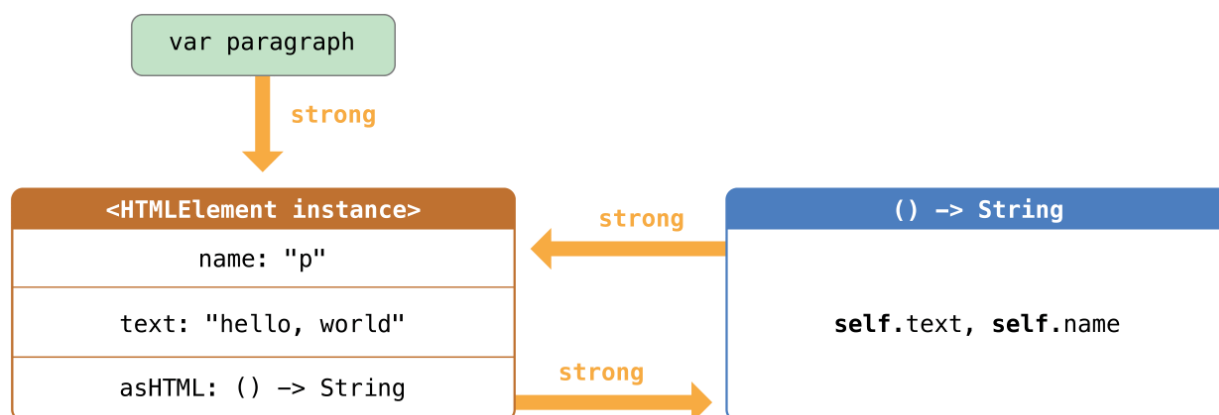 var paragraph
strong
<HTMLElement instance>
() -> String
strong
name: "p"
text: "hello, world"
self.text, self.name
strong
asHTML: () -> String